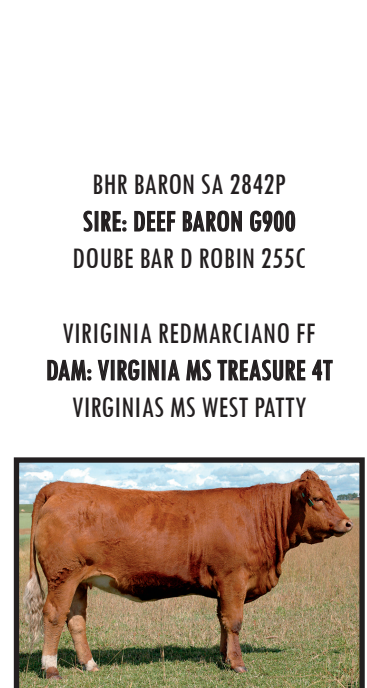 BHR BARON SA 2842P
SIRE: DEEF BARON G900
DOUBE BAR D ROBIN 255C
VIRIGINIA REDMARCIANO FF
DAM: VIRGINIA MS TREASURE 4T
VIRGINIAS MS WEST PATTY